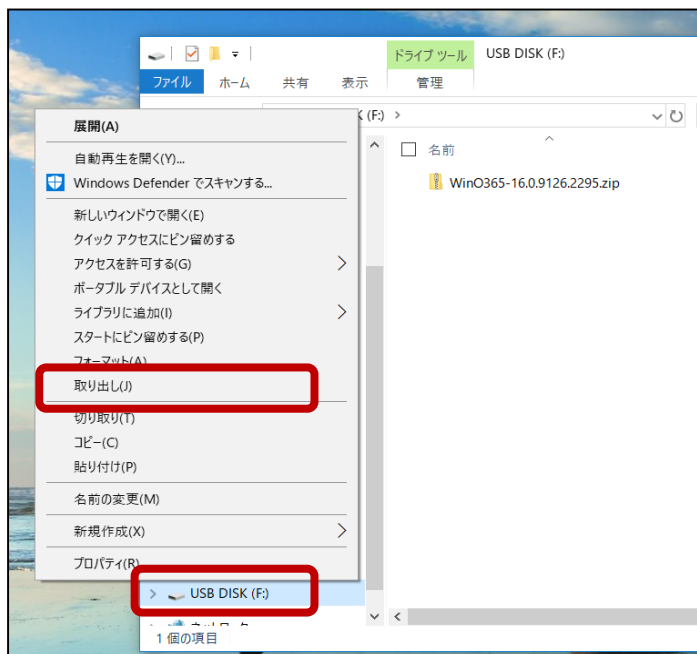 ドライブ ツール USB DISK (F:)
ファイル ホーム 共有 表示 管理
K (F:) >
名前
WinO365-16.0.9126.2295.zip
展開(A)
自動再生を開く(Y)...
Windows Defender でスキャンする...
新しいウィンドウで開く(E)
クイック アクセスにピン留めする
アクセスを許可する(G)
ポータブル デバイスとして開く
ライブラリに追加(I)
スタートにピン留めする(P)
フォーマット(A)
取り出し(J)
切り取り(T)
コピー(C)
貼り付け(P)
名前の変更(M)
新規作成(X)
プロパティ(R)
USB DISK (F:)
ネットワーク
1 個の項目